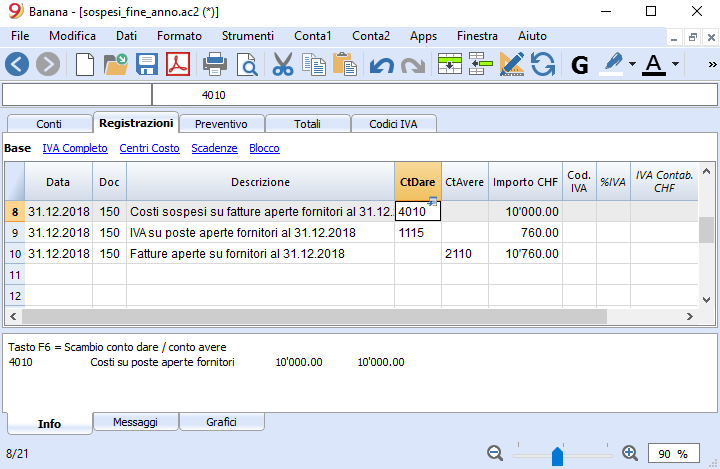 Banana - [sospesi_fine_anno.ac2 (*)]
File Modifica Dati Formato Strumenti Conta1 Conta2 Apps Finestra Aiuto
G A »
4010
Conti Registrazioni Preventivo Totali Codici IVA
Base IVA Completo Centri Costo Scadenze Blocco
Data Doc Descrizione CtDare CtAvere Importo CHF Cod. IVA %IVA IVA Contab. CHF
8 31.12.2018 150 Costi sospesi su fatture aperte fornitori al 31.12... 4010 10'000.00
9 31.12.2018 150 IVA su poste aperte fornitori al 31.12.2018 1115 760.00
10 31.12.2018 150 Fatture aperte su fornitori al 31.12.2018 2110 10'760.00
11
12
Tasto F6 = Scambio conto dare / conto avere
4010 Costi su poste aperte fornitori 10'000.00 10'000.00
Info Messaggi Grafici
8/21 90 %